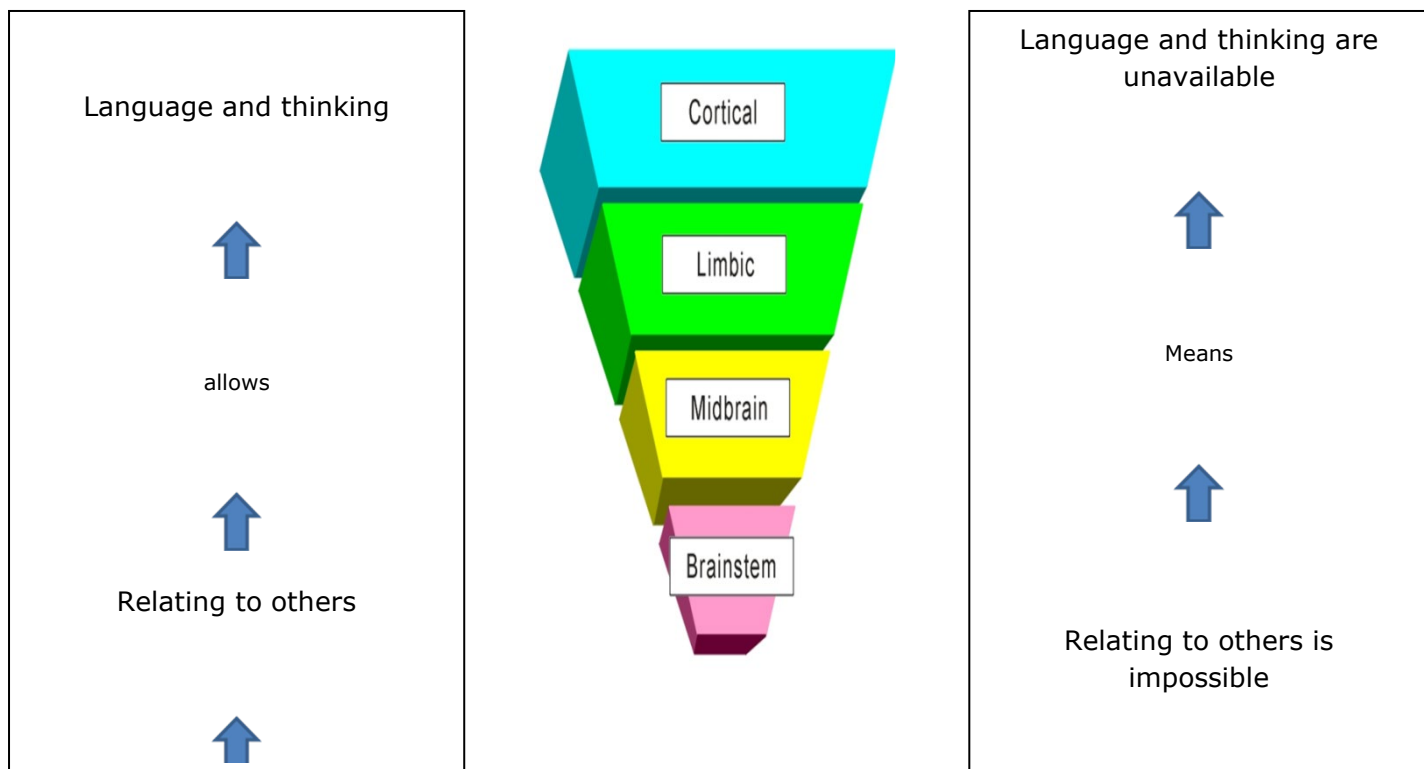 Language and thinking
allows
Relating to others
Cortical
Limbic
Midbrain
Brainstem
Language and thinking are
unavailable
Means
Relating to others is
impossible